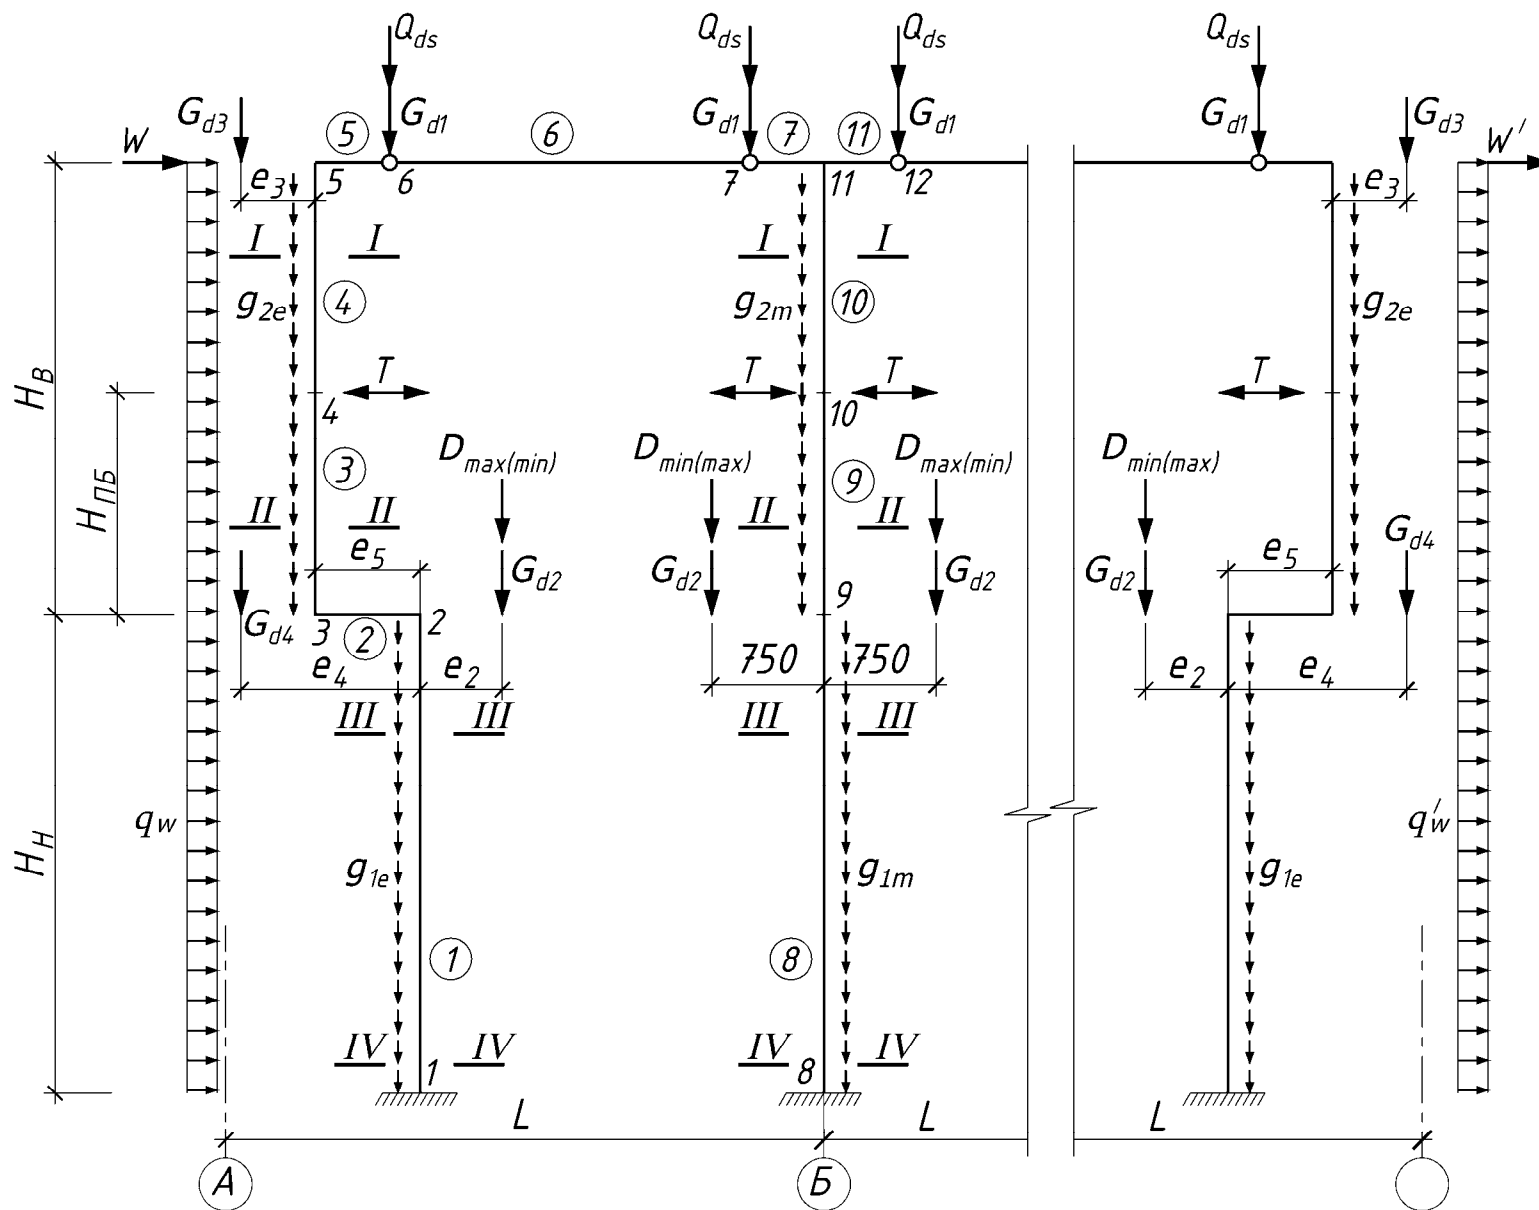 Q_ds Q_ds Q_ds Q_ds
G_d3 G_d1 G_d1 G_d1 G_d1 G_d3
W 5 6 7 11 W'
e_3 5 6 7 11 12 e_3
I I I I
g_2e 4 g_2m 10 g_2e
H_В T T T T
4 10
H_ПБ 3 D_max(min) D_min(max) 9 D_max(min) D_min(max)
II II II II
e_5 G_d2 G_d2 G_d2 G_d2 e_5 G_d4
G_d4 3 2 2 9
e_4 e_2 750 750 e_2 e_4
III III III III
q_w q'_w
H_Н g_1e g_1m g_1e
1 8
IV IV IV IV
1 8
L L L
А Б